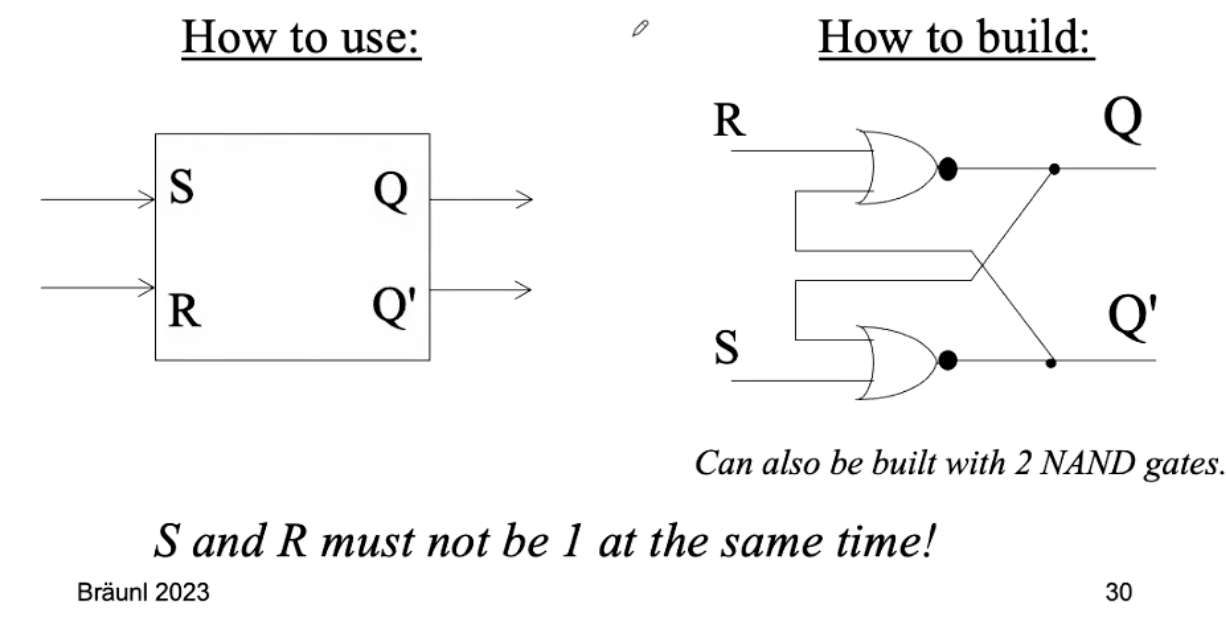 How to use:
How to build:
S
Q
R
Q'
R
Q
S
Q'
Can also be built with 2 NAND gates.
S and R must not be 1 at the same time!
Bräunl 2023
30